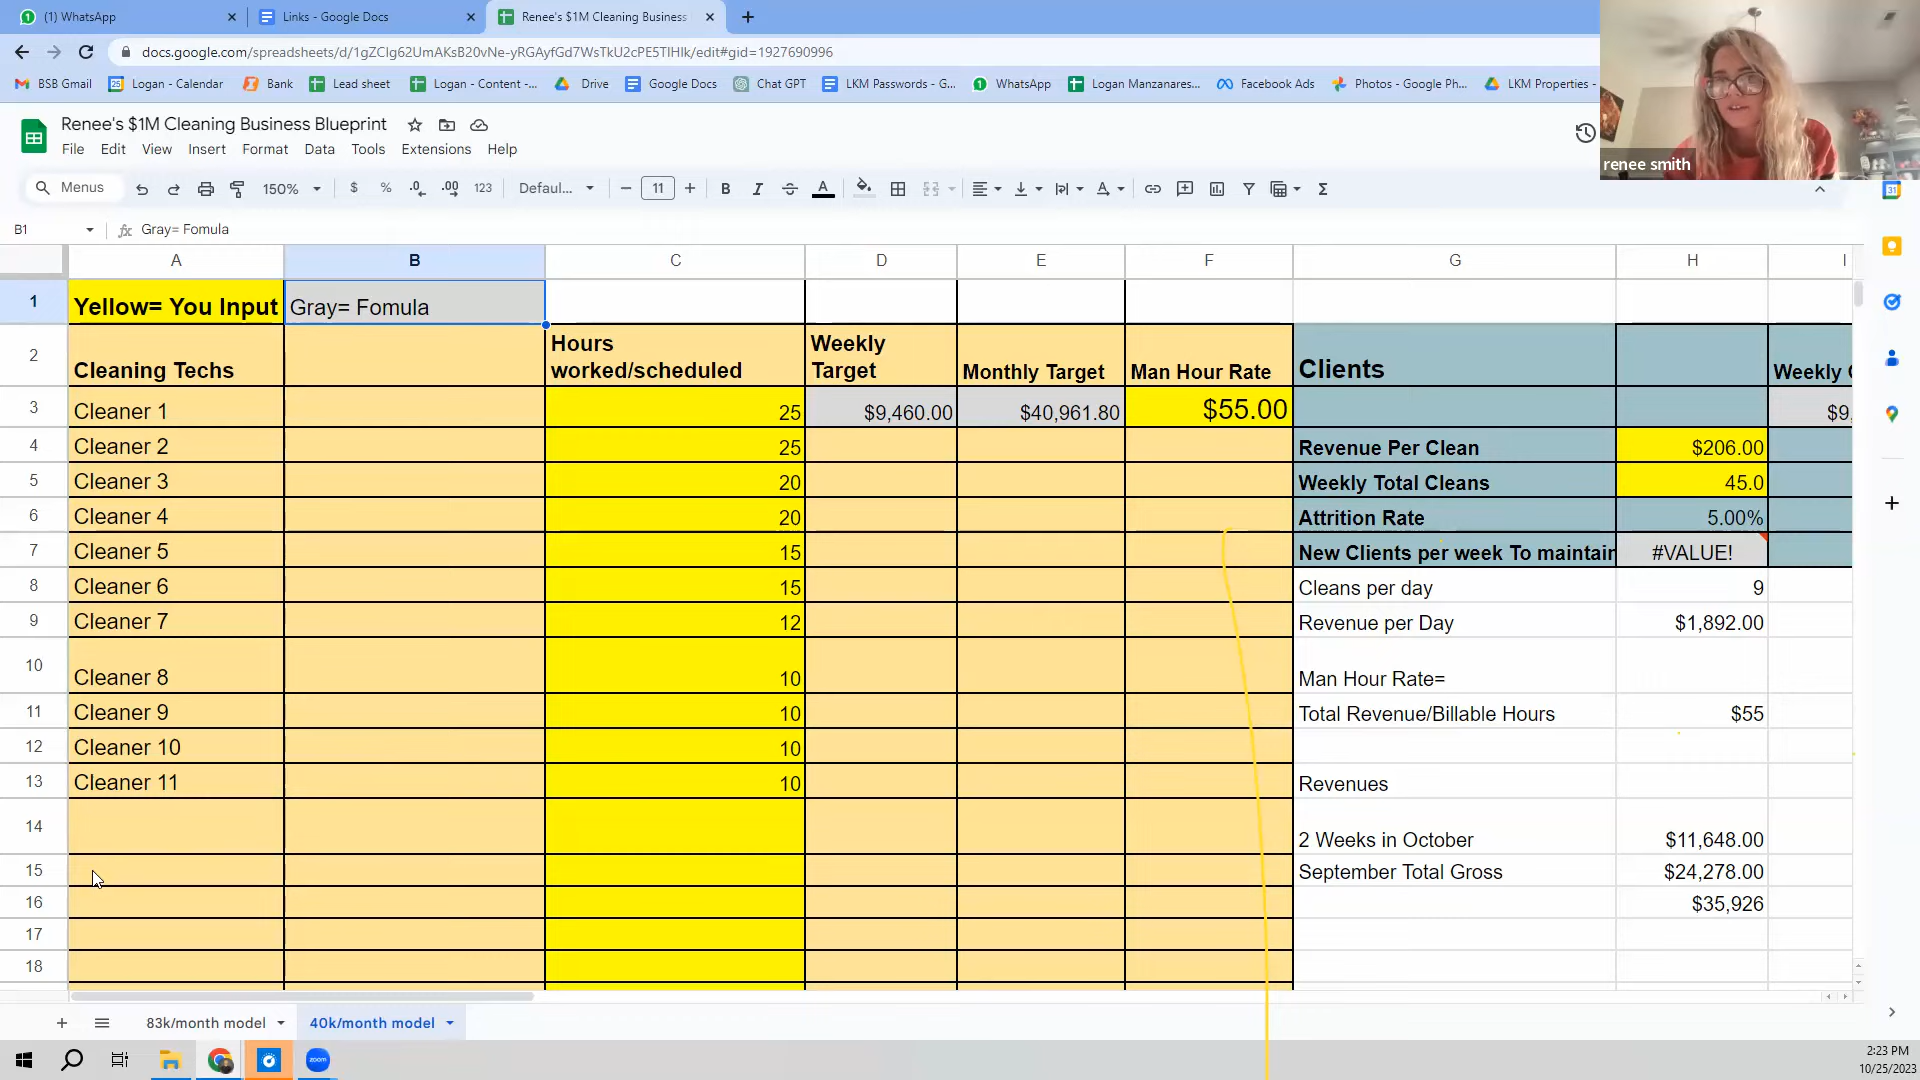 (1) WhatsApp
Links - Google Docs
Renee's $1M Cleaning Business
docs.google.com/spreadsheets/d/1gZClg62UmAKsB20vNe-yRGAyfGd7WsTkU2cPE5TIHIk/edit#gid=1927690996
BSB Gmail
Logan - Calendar
Bank
Lead sheet
Logan - Content -...
Drive
Google Docs
Chat GPT
LKM Passwords - G...
WhatsApp
Logan Manzanares...
Facebook Ads
Photos - Google Ph...
LKM Properties -
renee smith
Renee's $1M Cleaning Business Blueprint
File Edit View Insert Format Data Tools Extensions Help
Menus 150% $ % .0 .00 123 Defaul... 11 B I A
B1 fx Gray= Fomula
A B C D E F G H I
1 Yellow= You Input Gray= Fomula
2 Cleaning Techs Hours worked/scheduled Weekly Target Monthly Target Man Hour Rate Clients Weekly
3 Cleaner 1 25 $9,460.00 $40,961.80 $55.00 $9,
4 Cleaner 2 25 Revenue Per Clean $206.00
5 Cleaner 3 20 Weekly Total Cleans 45.0
6 Cleaner 4 20 Attrition Rate 5.00%
7 Cleaner 5 15 New Clients per week To maintain #VALUE!
8 Cleaner 6 15 Cleans per day 9
9 Cleaner 7 12 Revenue per Day $1,892.00
10 Cleaner 8 10 Man Hour Rate=
11 Cleaner 9 10 Total Revenue/Billable Hours $55
12 Cleaner 10 10
13 Cleaner 11 10 Revenues
14 2 Weeks in October $11,648.00
15 September Total Gross $24,278.00
16 $35,926
17
18
83k/month model
40k/month model
zoom
2:23 PM
10/25/2023